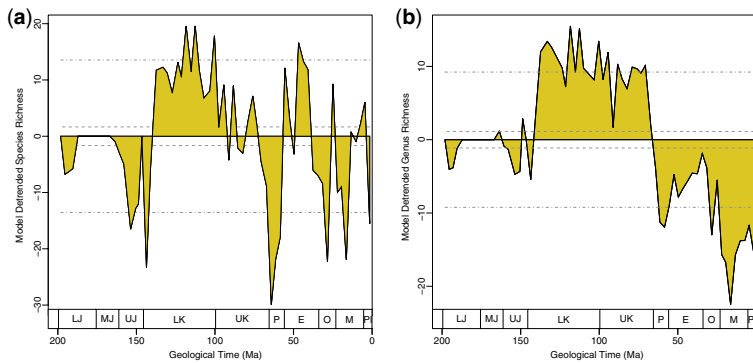 (a)
Model Detrended Species Richness
20
10
0
−10
−20
−30
LJ MJ UJ LK UK P E O M Pl
200 150 100 50 0
Geological Time (Ma)
(b)
Model Detrended Genus Richness
10
0
−10
−20
LJ MJ UJ LK UK P E O M P
200 150 100 50
Geological Time (Ma)